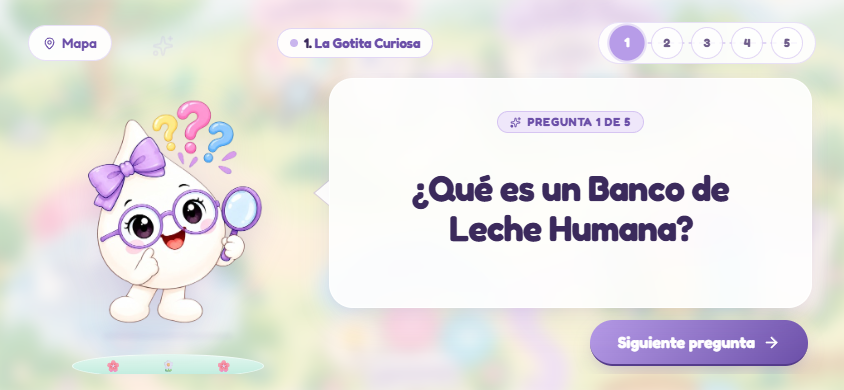 Mapa
1. La Gotita Curiosa
1 2 3 4 5
???
PREGUNTA 1 DE 5
¿Qué es un Banco de
Leche Humana?
Siguiente pregunta